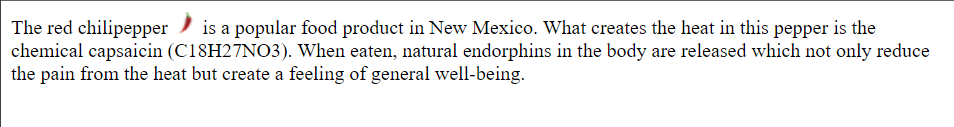 The red chilipepper is a popular food product in New Mexico. What creates the heat in this pepper is the
chemical capsaicin (C18H27NO3). When eaten, natural endorphins in the body are released which not only reduce
the pain from the heat but create a feeling of general well-being.